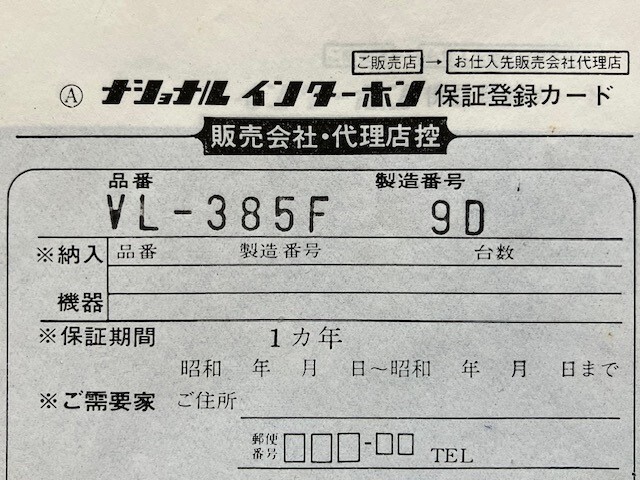 ご販売店→お仕入先販売会社代理店
Ⓐ ナショナル インターホン 保証登録カード
販売会社・代理店控
品番 製造番号
VL-385F 9D
※納入 品番 製造番号 台数
機器
※保証期間 1カ年
昭和 年 月 日〜昭和 年 月 日まで
※ご需要家 ご住所
郵便番号 □□□-□□ TEL